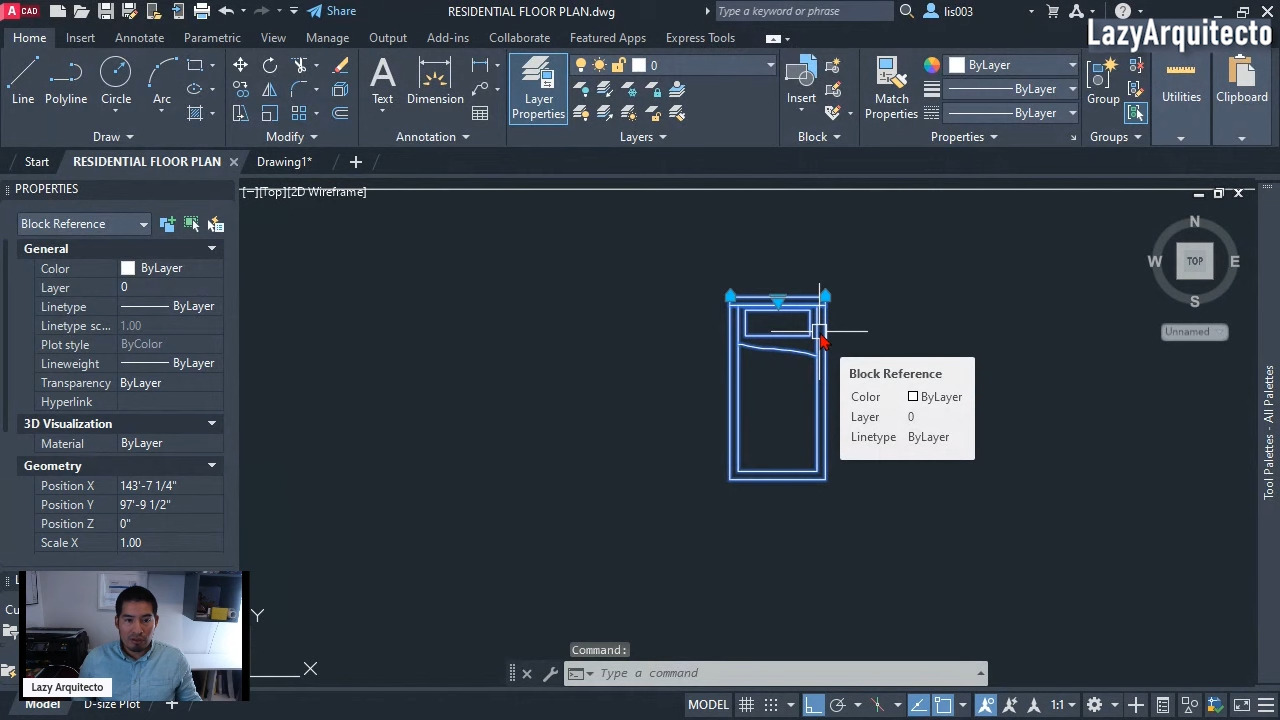 A CAD
Share
RESIDENTIAL FLOOR PLAN.dwg
Type a keyword or phrase
lis003
LazyArquitecto
Home
Insert
Annotate
Parametric
View
Manage
Output
Add-ins
Collaborate
Featured Apps
Express Tools
Line
Polyline
Circle
Arc
Text
Dimension
Layer
Properties
0
Insert
Match
Properties
ByLayer
ByLayer
ByLayer
Group
Utilities
Clipboard
Draw
Modify
Annotation
Layers
Block
Properties
Groups
Start
RESIDENTIAL FLOOR PLAN
Drawing1*
PROPERTIES
[−][Top][2D Wireframe]
Block Reference
General
Color ByLayer
Layer 0
Linetype ByLayer
Linetype sc... 1.00
Plot style ByColor
Lineweight ByLayer
Transparency ByLayer
Hyperlink
3D Visualization
Material ByLayer
Geometry
Position X 143'-7 1/4"
Position Y 97'-9 1/2"
Position Z 0"
Scale X 1.00
N
W TOP E
S
Unnamed
Block Reference
Color ByLayer
Layer 0
Linetype ByLayer
Tool Palettes - All Palettes
Cu
Y
X
Lazy Arquitecto
Command:
Type a command
Model
D-size Plot
MODEL
1:1